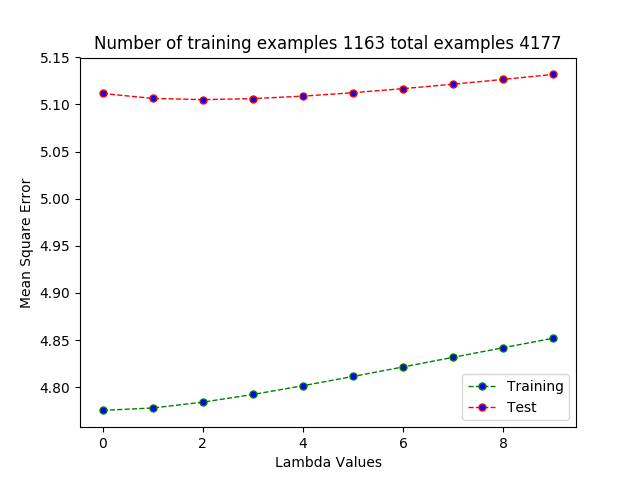 Number of training examples 1163 total examples 4177
5.15
5.10
5.05
5.00
4.95
4.90
4.85
4.80
Mean Square Error
0 2 4 6 8
Lambda Values
Training
Test